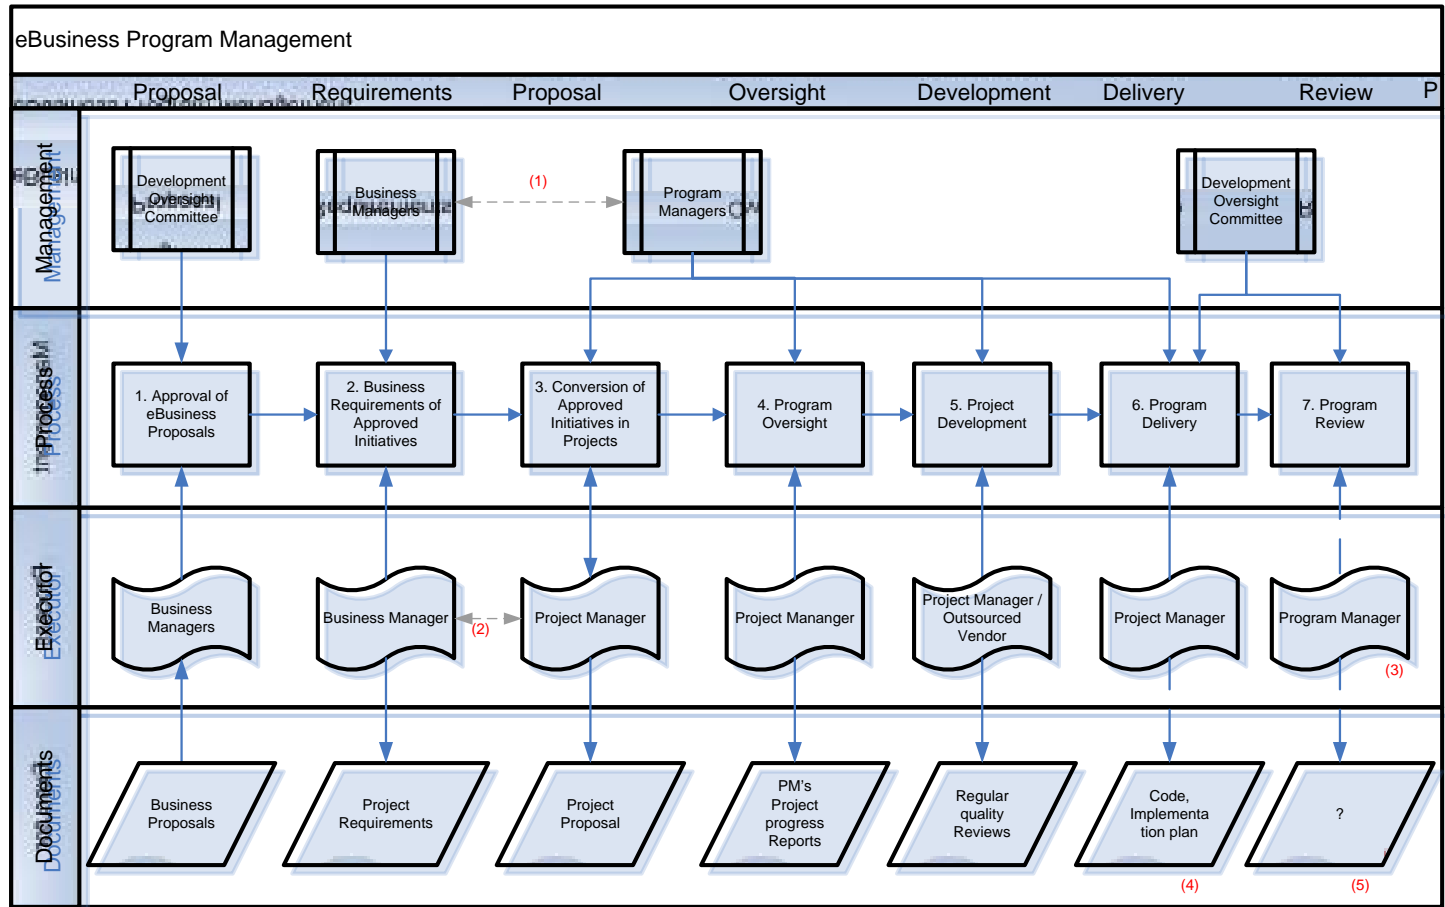 eBusiness Program Management
Proposal Requirements Proposal Oversight Development Delivery Review P
Management
Development
Oversight
Committee
Business
Managers
(1)
Program
Managers
Development
Oversight
Committee
Process
1. Approval of
eBusiness
Proposals
2. Business
Requirements of
Approved
Initiatives
3. Conversion of
Approved
Initiatives in
Projects
4. Program
Oversight
5. Project
Development
6. Program
Delivery
7. Program
Review
Executor
Business
Managers
Business Manager
(2)
Project Manager
Project Mananger
Project Manager /
Outsourced
Vendor
Project Manager
Program Manager
(3)
Documents
Business
Proposals
Project
Requirements
Project
Proposal
PM's
Project
progress
Reports
Regular
quality
Reviews
Code,
Implementa
tion plan
(4)
?
(5)